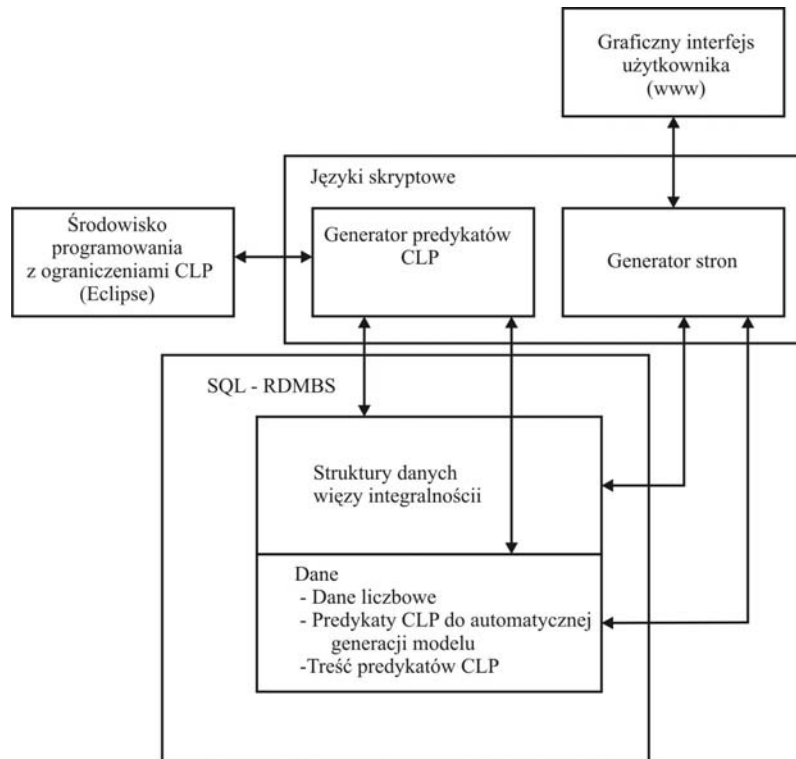 Graficzny interfejs
użytkownika
(www)
Języki skryptowe
Środowisko
programowania
z ograniczeniami CLP
(Eclipse)
Generator predykatów
CLP
Generator stron
SQL - RDMBS
Struktury danych
więzy integralnościi
Dane
- Dane liczbowe
- Predykaty CLP do automatycznej
generacji modelu
-Treść predykatów CLP